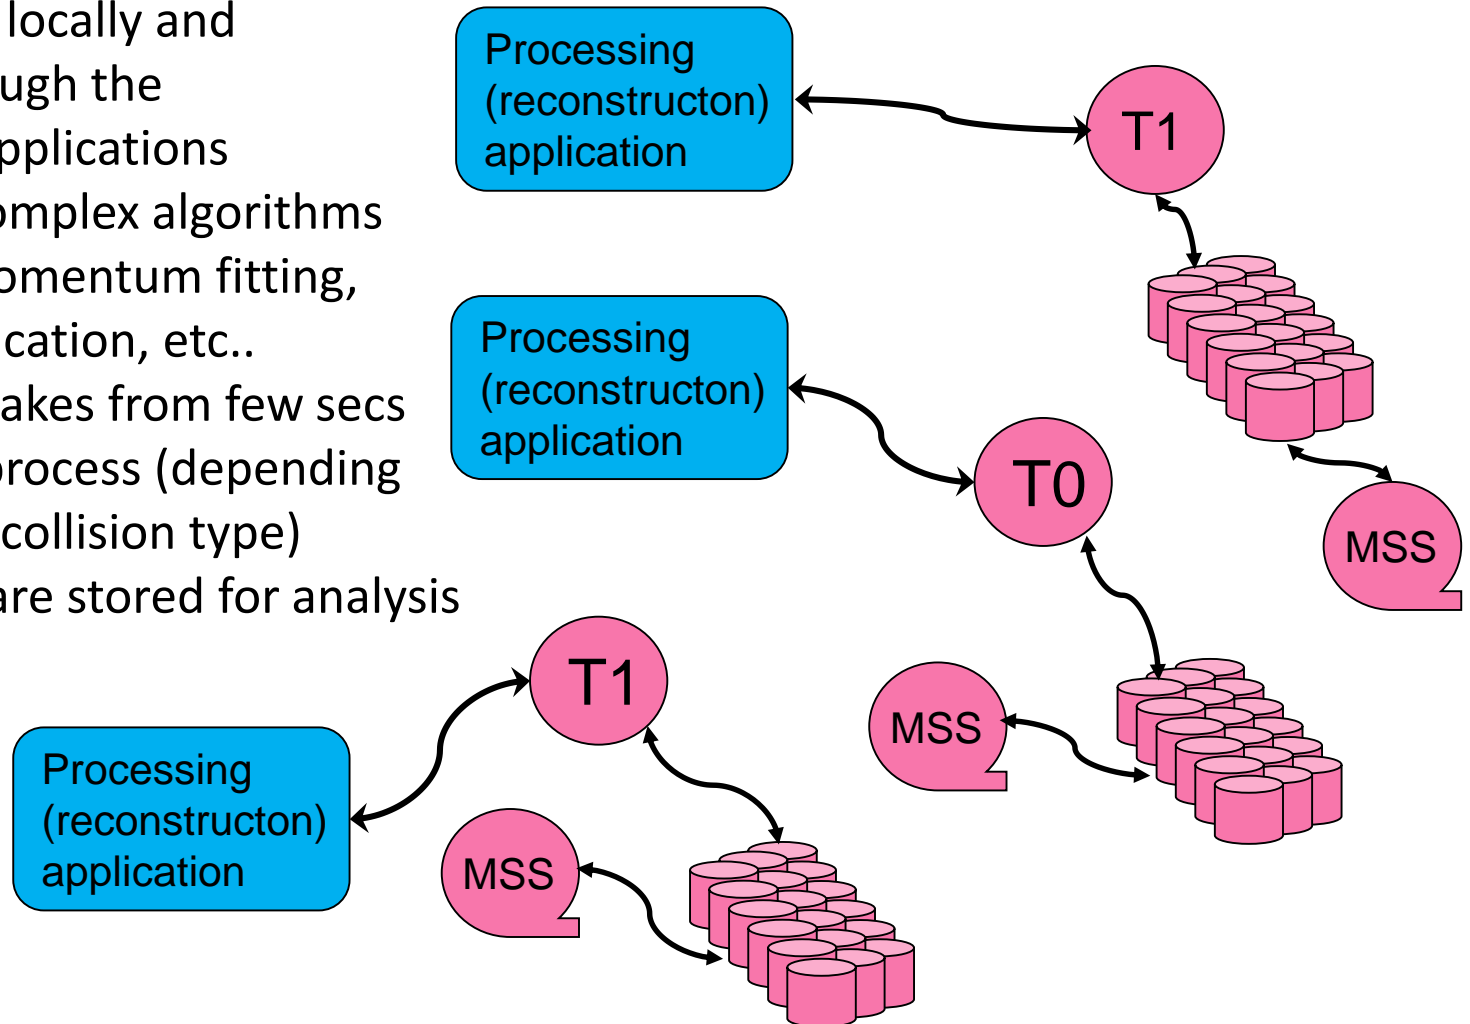 locally and
ugh the
pplications
omplex algorithms
omentum fitting,
ication, etc..
akes from few secs
process (depending
collision type)
are stored for analysis
Processing
(reconstructon)
application
T1
MSS
Processing
(reconstructon)
application
T0
MSS
T1
Processing
(reconstructon)
application
MSS